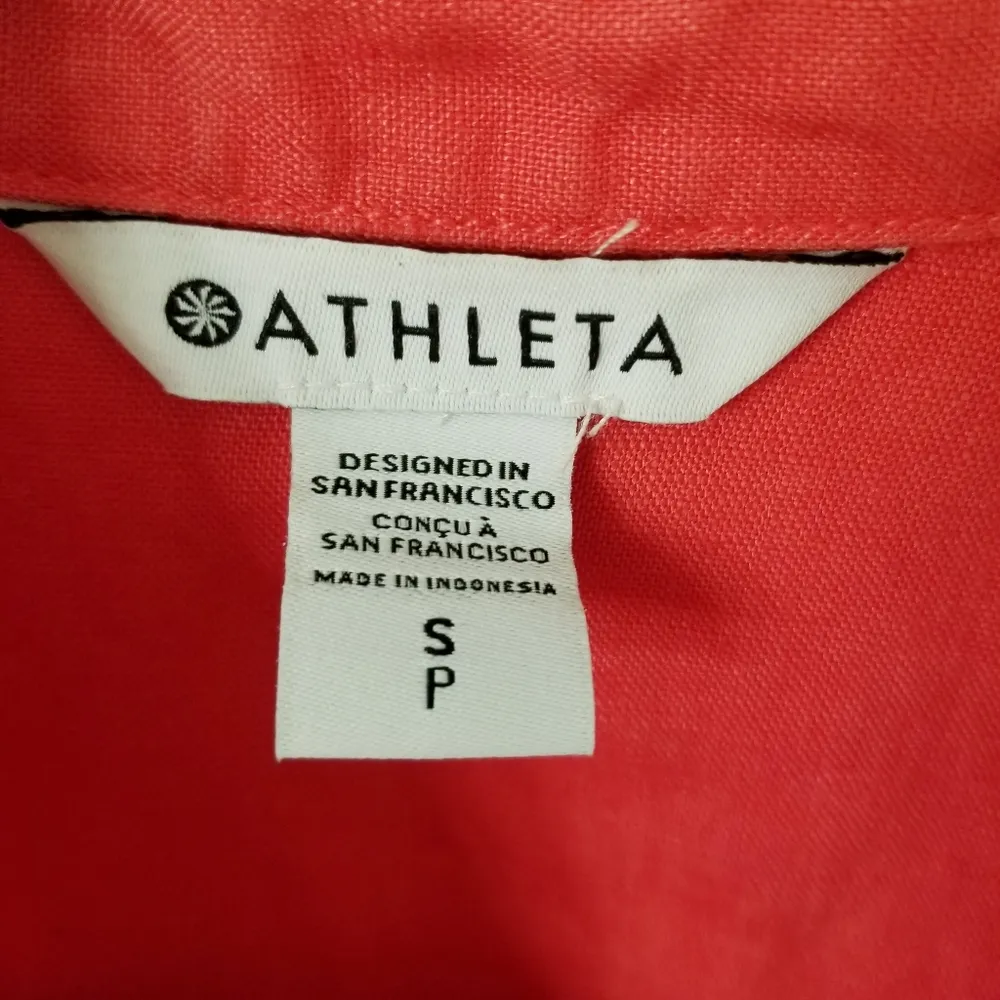 ATHLETA
DESIGNED IN
SAN FRANCISCO
CONÇU À
SAN FRANCISCO
MADE IN INDONESIA
S
P